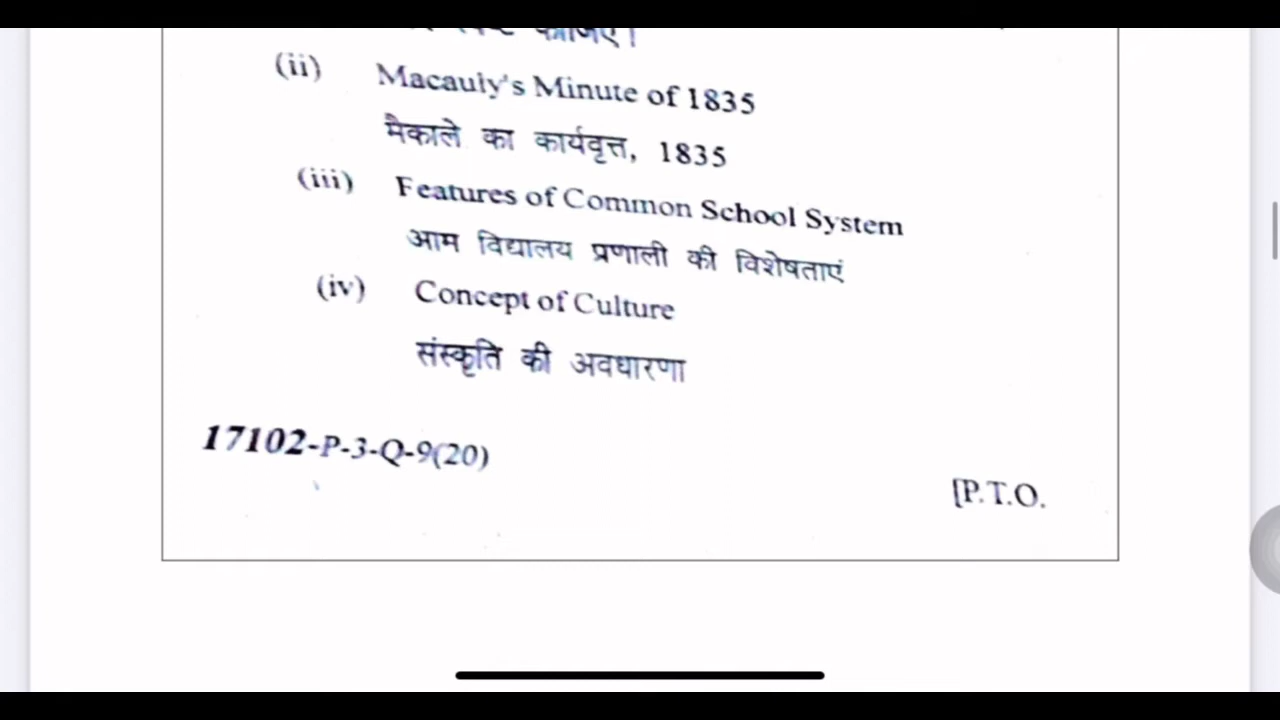 कीजिए।
(ii) Macauly's Minute of 1835
मैकाले का कार्यवृत्त, 1835
(iii) Features of Common School System
आम विद्यालय प्रणाली की विशेषताएं
(iv) Concept of Culture
संस्कृति की अवधारणा
17102-P-3-Q-9(20)
[P.T.O.